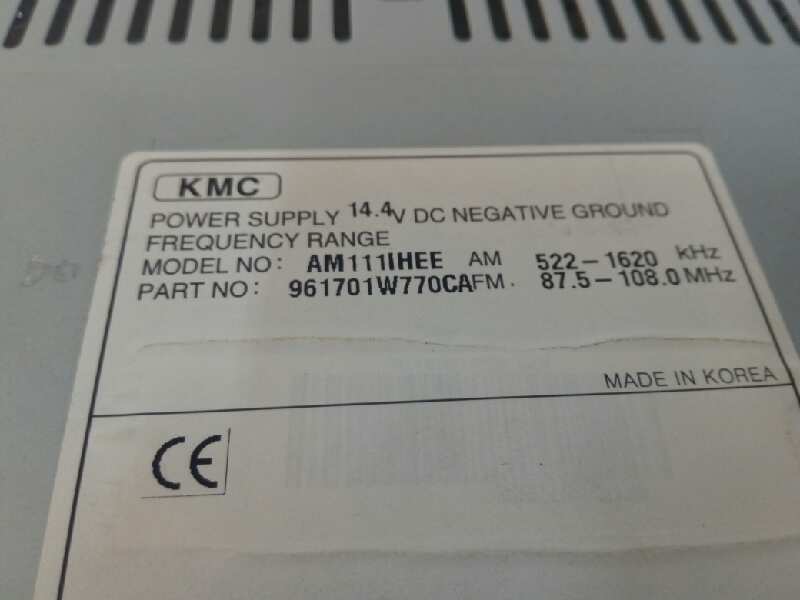 KMC
POWER SUPPLY 14.4V DC NEGATIVE GROUND
FREQUENCY RANGE
MODEL NO: AM111IHEE AM 522-1620 kHz
PART NO: 961701W770CA FM. 87.5-108.0 MHz
MADE IN KOREA
CE